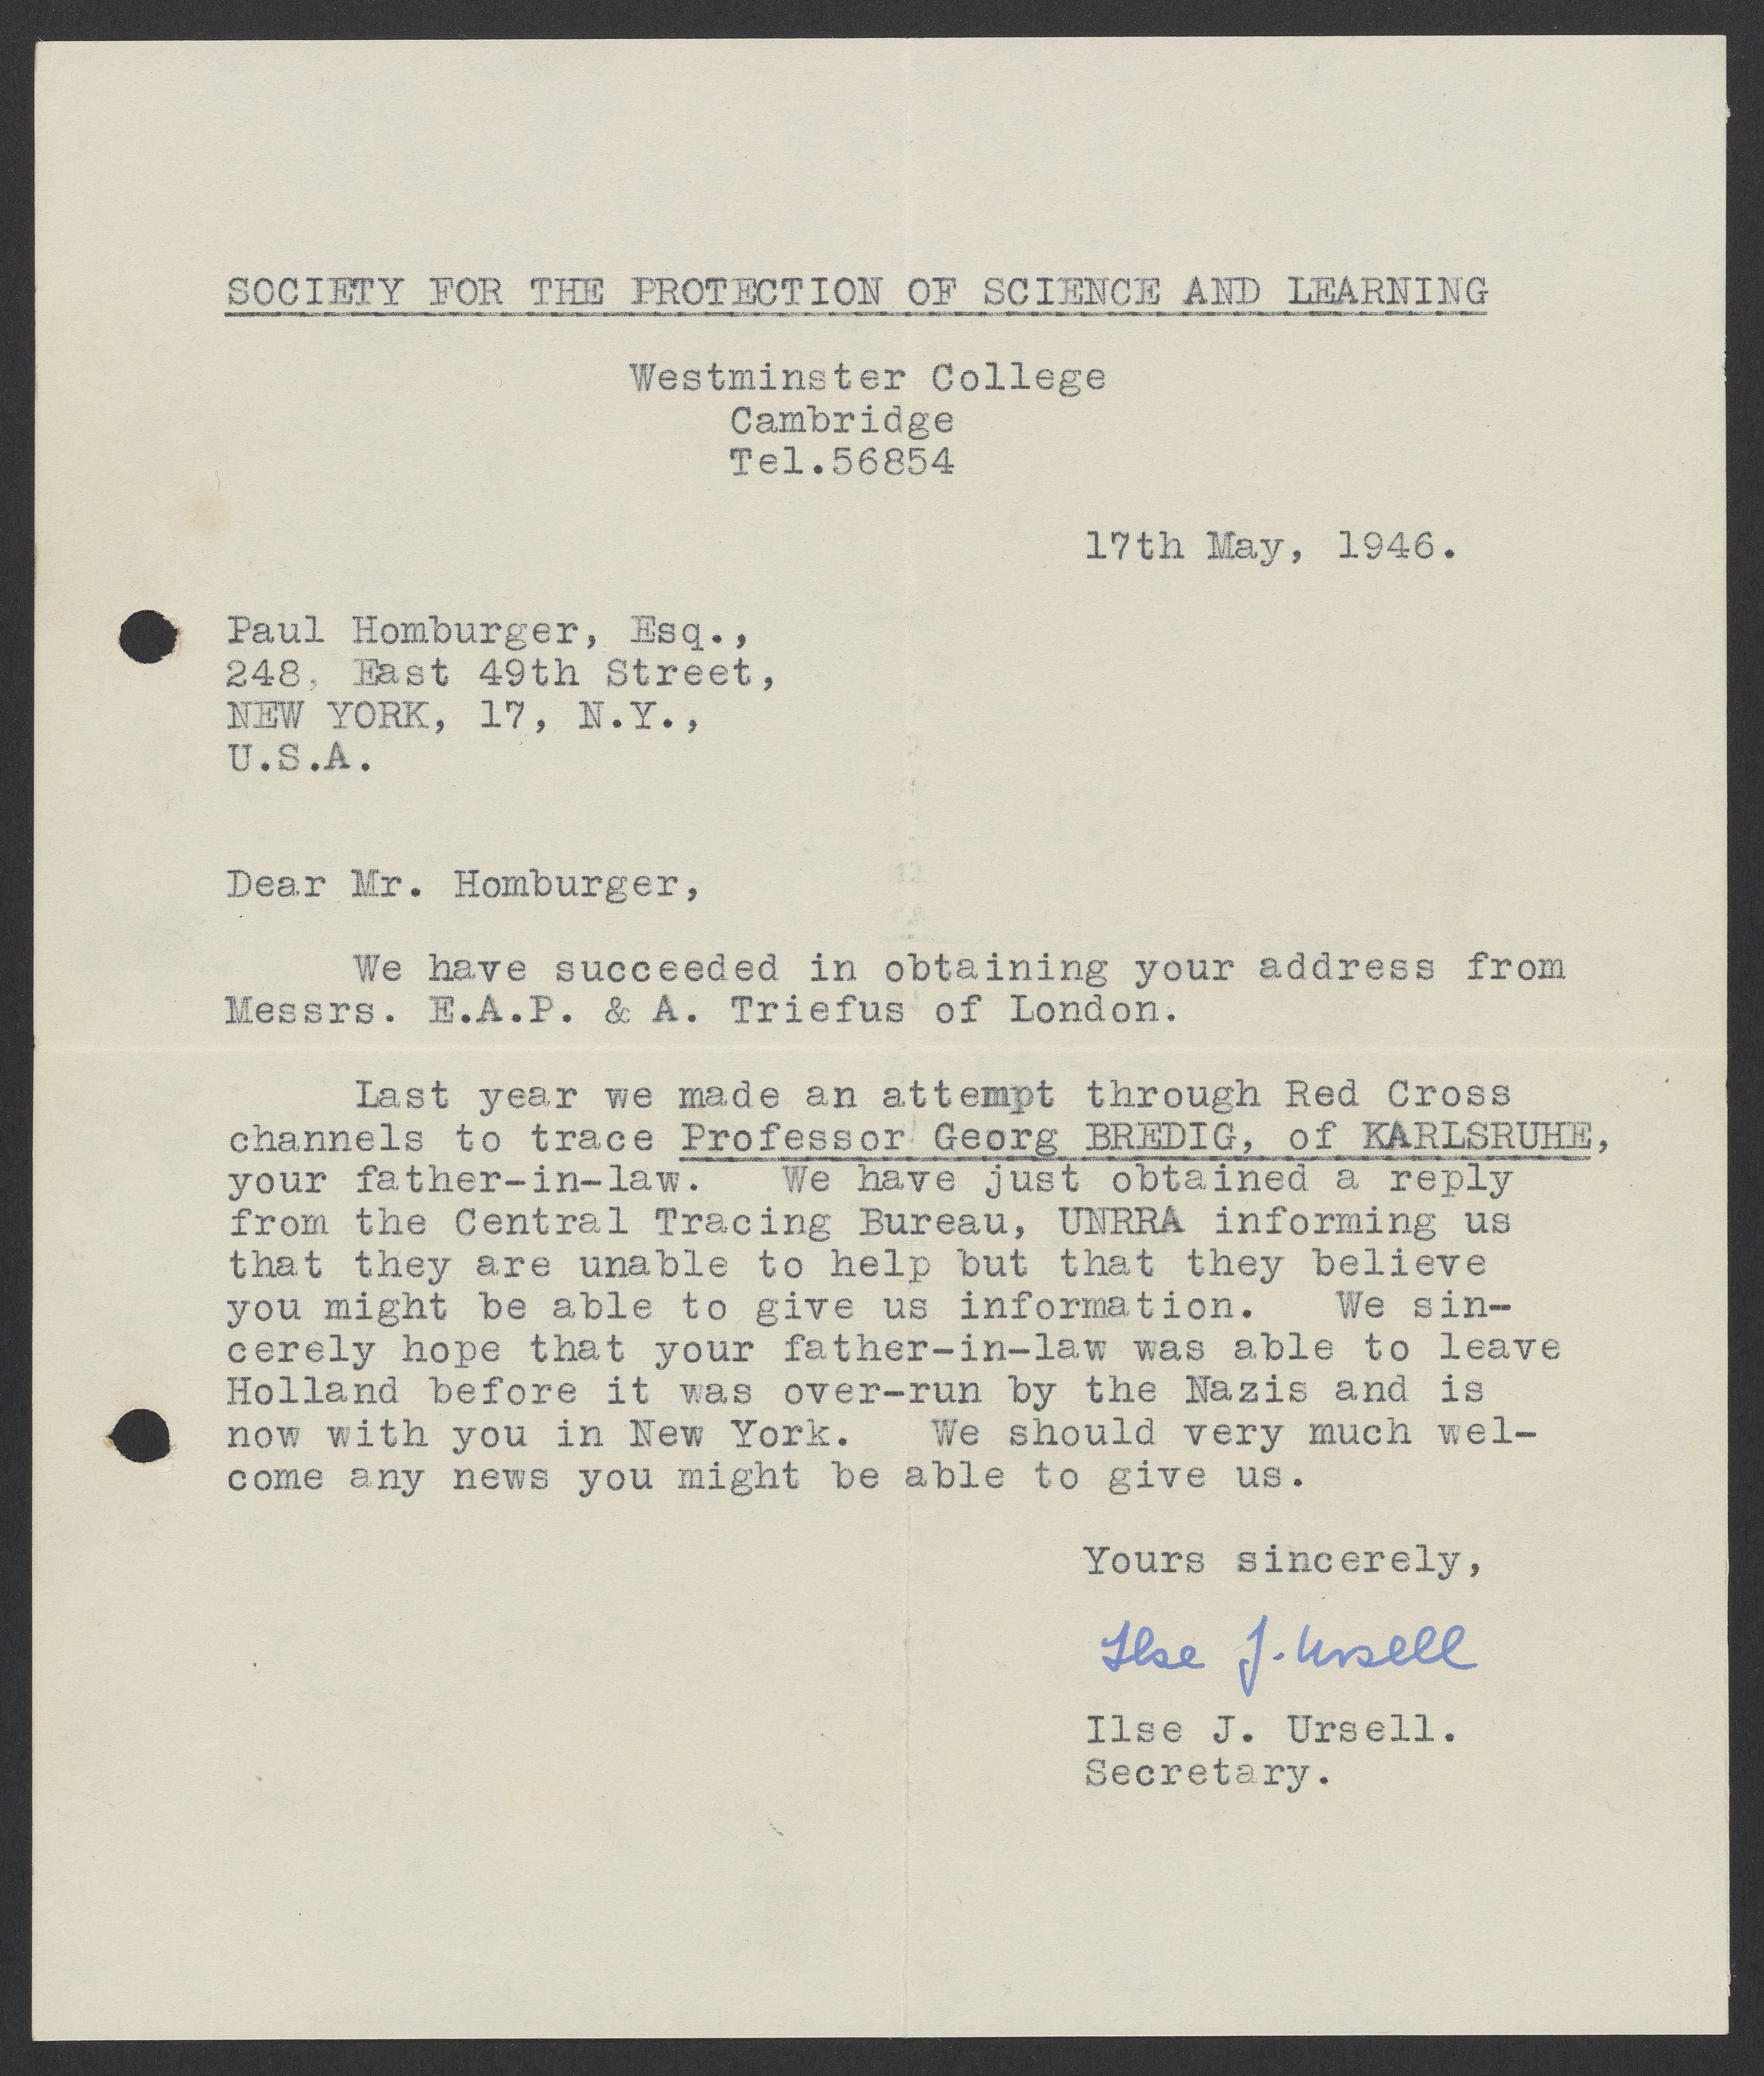 SOCIETY FOR THE PROTECTION OF SCIENCE AND LEARNING
Westminster College
Cambridge
Tel.56854
17th May, 1946.
Paul Homburger, Esq.,
248, East 49th Street,
NEW YORK, 17, N.Y.,
U.S.A.
Dear Mr. Homburger,
We have succeeded in obtaining your address from
Messrs. E.A.P. & A. Triefus of London.
Last year we made an attempt through Red Cross
channels to trace Professor Georg BREDIG, of KARLSRUHE,
your father-in-law. We have just obtained a reply
from the Central Tracing Bureau, UNRRA informing us
that they are unable to help but that they believe
you might be able to give us information. We sin-
cerely hope that your father-in-law was able to leave
Holland before it was over-run by the Nazis and is
now with you in New York. We should very much wel-
come any news you might be able to give us.
Yours sincerely,
Ilse J. Ursell
Ilse J. Ursell.
Secretary.